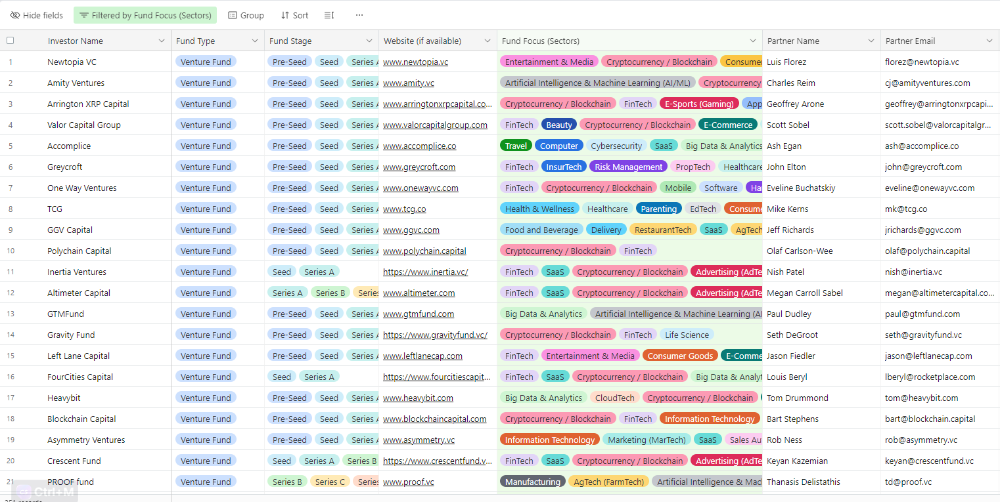 Hide fields Filtered by Fund Focus (Sectors) Group Sort ...
Investor Name Fund Type Fund Stage Website (if available) Fund Focus (Sectors) Partner Name Partner Email
1 Newtopia VC Venture Fund Pre-Seed Seed Series A www.newtopia.vc Entertainment & Media Cryptocurrency / Blockchain Consumer Luis Florez florez@newtopia.vc
2 Amity Ventures Venture Fund Pre-Seed Seed Series A www.amity.vc Artificial Intelligence & Machine Learning (AI/ML) Cryptocurrency Charles Reim cj@amityventures.com
3 Arrington XRP Capital Venture Fund Pre-Seed Seed Series A www.arringtonxrpcapital.co... Cryptocurrency / Blockchain FinTech E-Sports (Gaming) App Geoffrey Arone geoffrey@arringtonxrpcapi...
4 Valor Capital Group Venture Fund Pre-Seed Seed Series A www.valorcapitalgroup.com FinTech Beauty Cryptocurrency / Blockchain E-Commerce Scott Sobel scott.sobel@valorcapitalgr...
5 Accomplice Venture Fund Pre-Seed Seed Series A www.accomplice.co Travel Computer Cybersecurity SaaS Big Data & Analytics Ash Egan ash@accomplice.co
6 Greycroft Venture Fund Pre-Seed Seed Series A www.greycroft.com FinTech InsurTech Risk Management PropTech Healthcare John Elton john@greycroft.com
7 One Way Ventures Venture Fund Pre-Seed Seed Series A www.onewayvc.com FinTech Cryptocurrency / Blockchain Mobile Software Ha Eveline Buchatskiy eveline@onewayvc.com
8 TCG Venture Fund Pre-Seed Seed Series A www.tcg.co Health & Wellness Healthcare Parenting EdTech Consume Mike Kerns mk@tcg.co
9 GGV Capital Venture Fund Pre-Seed Seed Series A www.ggvc.com Food and Beverage Delivery RestaurantTech SaaS AgTech Jeff Richards jrichards@ggvc.com
10 Polychain Capital Venture Fund Pre-Seed Seed Series A www.polychain.capital Cryptocurrency / Blockchain FinTech Olaf Carlson-Wee olaf@polychain.capital
11 Inertia Ventures Venture Fund Seed Series A https://www.inertia.vc/ FinTech SaaS Cryptocurrency / Blockchain Advertising (AdTe Nish Patel nish@inertia.vc
12 Altimeter Capital Venture Fund Series A Series B Series www.altimeter.com FinTech SaaS Cryptocurrency / Blockchain Advertising (AdTe Megan Carroll Sabel megan@altimetercapital.co...
13 GTMFund Venture Fund Pre-Seed Seed Series A www.gtmfund.com Big Data & Analytics Artificial Intelligence & Machine Learning (AI Paul Dudley paul@gtmfund.com
14 Gravity Fund Venture Fund Pre-Seed Seed Series A https://www.gravityfund.vc/ Cryptocurrency / Blockchain FinTech Life Science Seth DeGroot seth@gravityfund.vc
15 Left Lane Capital Venture Fund Pre-Seed Seed Series A www.leftlanecap.com FinTech Entertainment & Media Consumer Goods E-Comme Jason Fiedler jason@leftlanecap.com
16 FourCities Capital Venture Fund Seed Series A https://www.fourcitiescapit... FinTech SaaS Cryptocurrency / Blockchain Big Data & Analyt Louis Beryl lberyl@rocketplace.com
17 Heavybit Venture Fund Pre-Seed Seed Series A www.heavybit.com Big Data & Analytics CloudTech Cryptocurrency / Blockchain Tom Drummond tom@heavybit.com
18 Blockchain Capital Venture Fund Pre-Seed Seed Series A www.blockchaincapital.com Cryptocurrency / Blockchain FinTech Information Technology Bart Stephens bart@blockchain.capital
19 Asymmetry Ventures Venture Fund Pre-Seed Seed Series A www.asymmetry.vc Information Technology Marketing (MarTech) SaaS Sales Au Rob Ness rob@asymmetry.vc
20 Crescent Fund Venture Fund Seed Series A Series B https://www.crescentfund.v... FinTech SaaS Cryptocurrency / Blockchain Advertising (AdTe Keyan Kazemian keyan@crescentfund.vc
21 PROOF fund Venture Fund Series B Series C Series www.proof.vc Manufacturing AgTech (FarmTech) Artificial Intelligence & Mac Thanasis Delistathis td@proof.vc
Ctrl+M